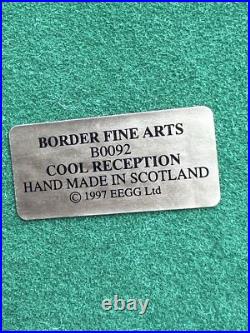 BORDER FINE ARTS
B0092
COOL RECEPTION
HAND MADE IN SCOTLAND
© 1997 EEGG Ltd